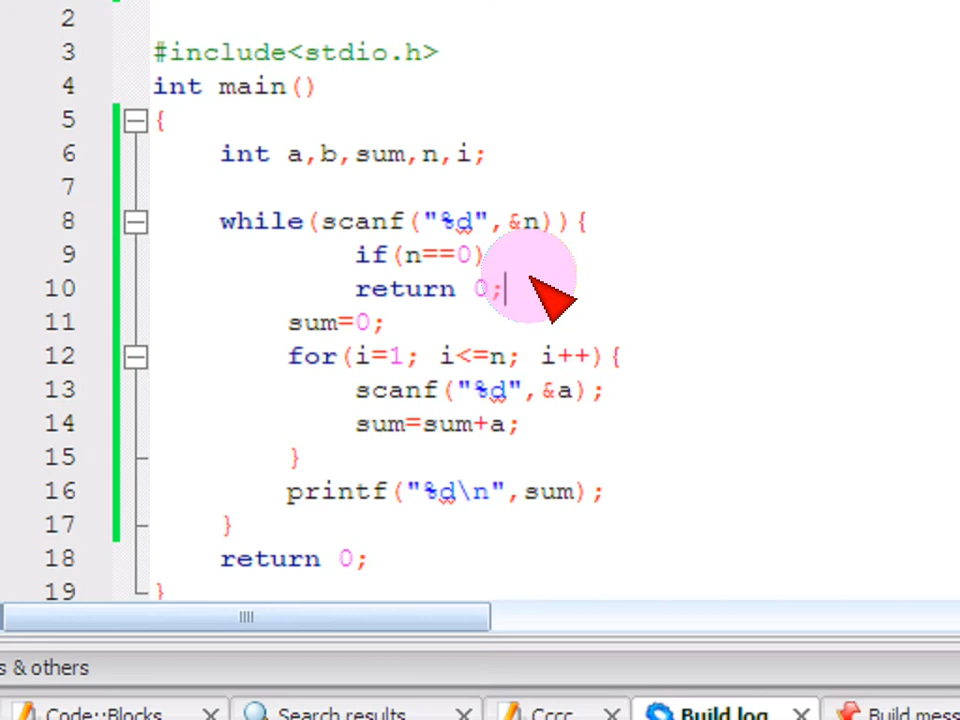 2
3 #include<stdio.h>
4 int main()
5 {
6 int a,b,sum,n,i;
7
8 while(scanf("%d",&n)){
9 if(n==0)
10 return 0;
11 sum=0;
12 for(i=1; i<=n; i++){
13 scanf("%d",&a);
14 sum=sum+a;
15 }
16 printf("%d\n",sum);
17 }
18 return 0;
19 }
s & others
Code::Blocks Search results Cccc Build log Build mess